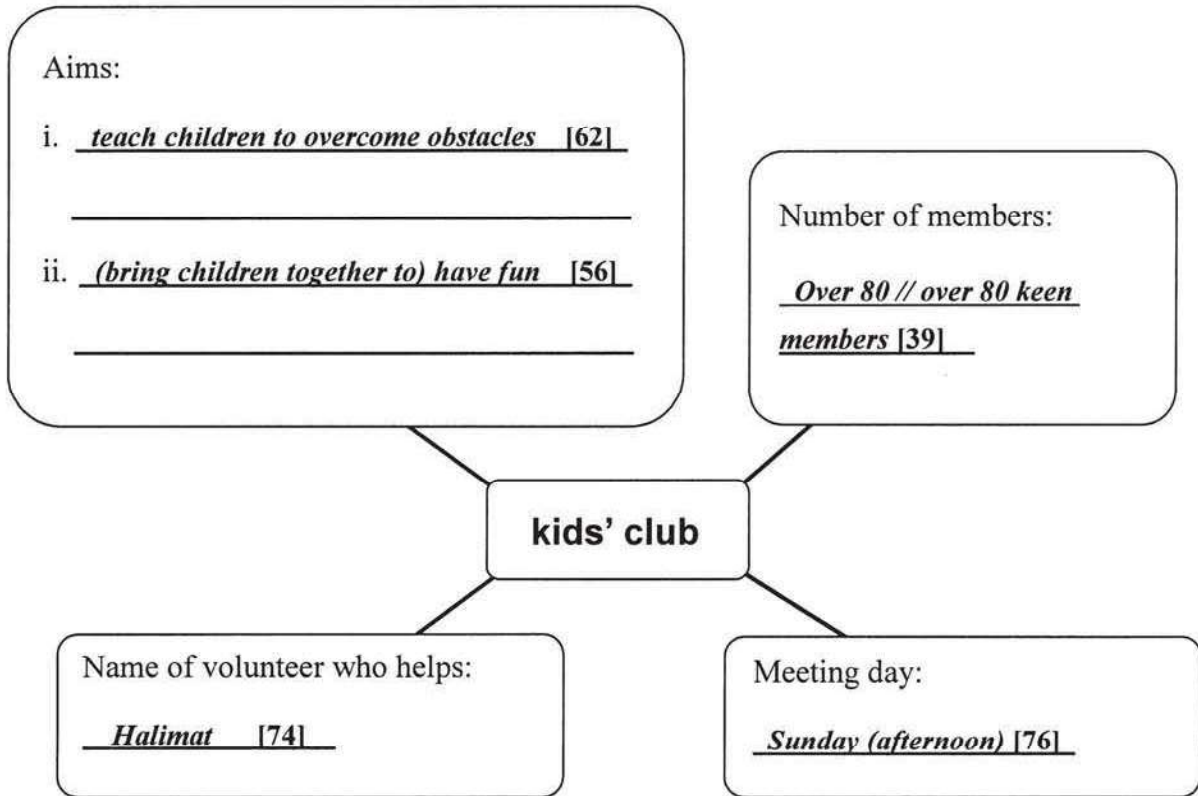 Aims:
i. teach children to overcome obstacles [62]
ii. (bring children together to) have fun [56]
Number of members:
Over 80 // over 80 keen
members [39]
kids' club
Name of volunteer who helps:
Halimat [74]
Meeting day:
Sunday (afternoon) [76]